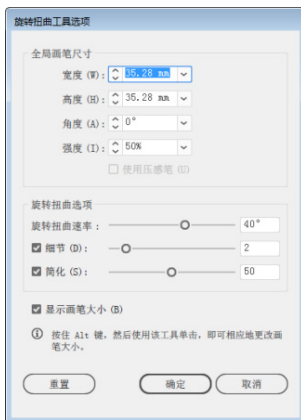 旋转扭曲工具选项
全局画笔尺寸
宽度 (W): 35.28 mm
高度 (H): 35.28 mm
角度 (A): 0°
强度 (I): 50%
使用压感笔 (U)
旋转扭曲选项
旋转扭曲速率： 40°
细节 (D): 2
简化 (S): 50
显示画笔大小 (B)
按住 Alt 键，然后使用该工具单击，即可相应地更改画
笔大小。
重置 确定 取消